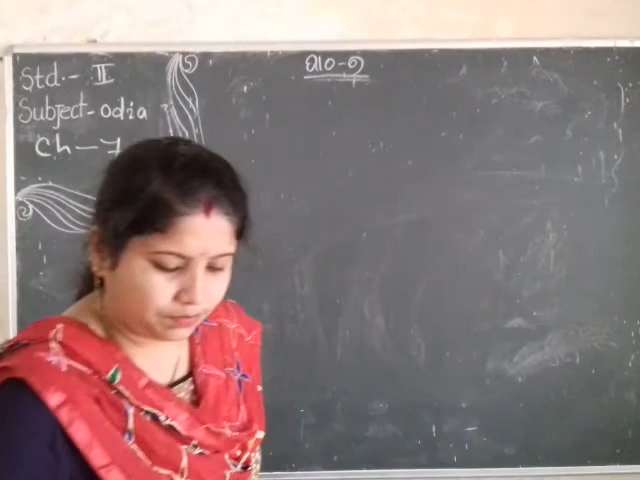 Std.- II
Subject - odia
Ch - 7
ପାଠ - ୭